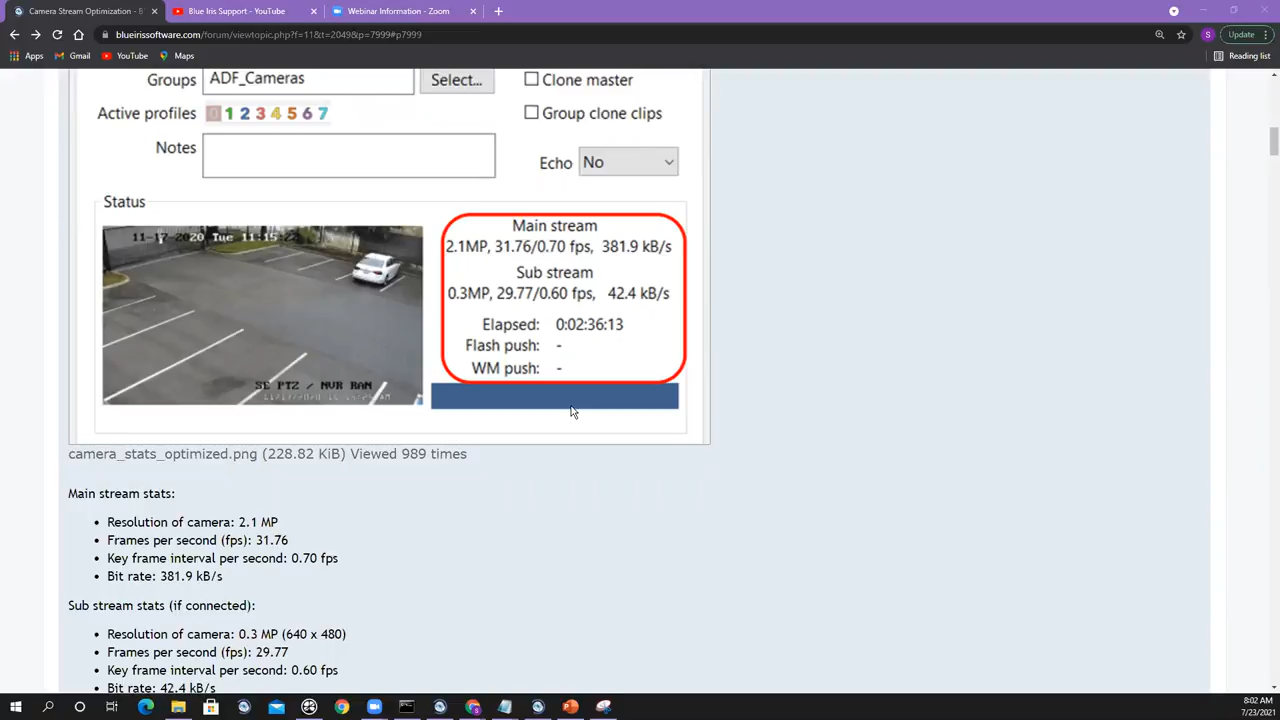 Camera Stream Optimization - B
Blue Iris Support - YouTube
Webinar Information - Zoom
blueirissoftware.com/forum/viewtopic.php?f=11&t=2049&p=7999#p7999
S
Update
Apps
Gmail
YouTube
Maps
Reading list
Groups
ADF_Cameras
Select...
Clone master
Active profiles
0 1 2 3 4 5 6 7
Group clone clips
Notes
Echo
No
Status
11-17-2020 Tue 11:15:22
SE PTZ / NVR RAN
Main stream
2.1MP, 31.76/0.70 fps, 381.9 kB/s
Sub stream
0.3MP, 29.77/0.60 fps, 42.4 kB/s
Elapsed: 0:02:36:13
Flash push: -
WM push: -
camera_stats_optimized.png (228.82 KiB) Viewed 989 times
Main stream stats:
• Resolution of camera: 2.1 MP
• Frames per second (fps): 31.76
• Key frame interval per second: 0.70 fps
• Bit rate: 381.9 kB/s
Sub stream stats (if connected):
• Resolution of camera: 0.3 MP (640 x 480)
• Frames per second (fps): 29.77
• Key frame interval per second: 0.60 fps
• Bit rate: 42.4 kB/s
8:02 AM
7/23/2021